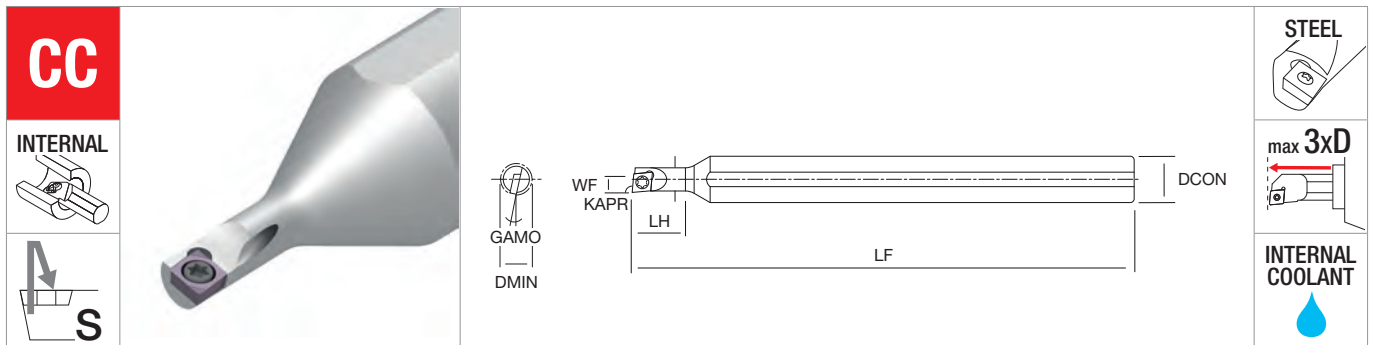 CC
INTERNAL
S
WF
KAPR
GAMO
DMIN
LH
LF
DCON
STEEL
max 3xD
INTERNAL
COOLANT